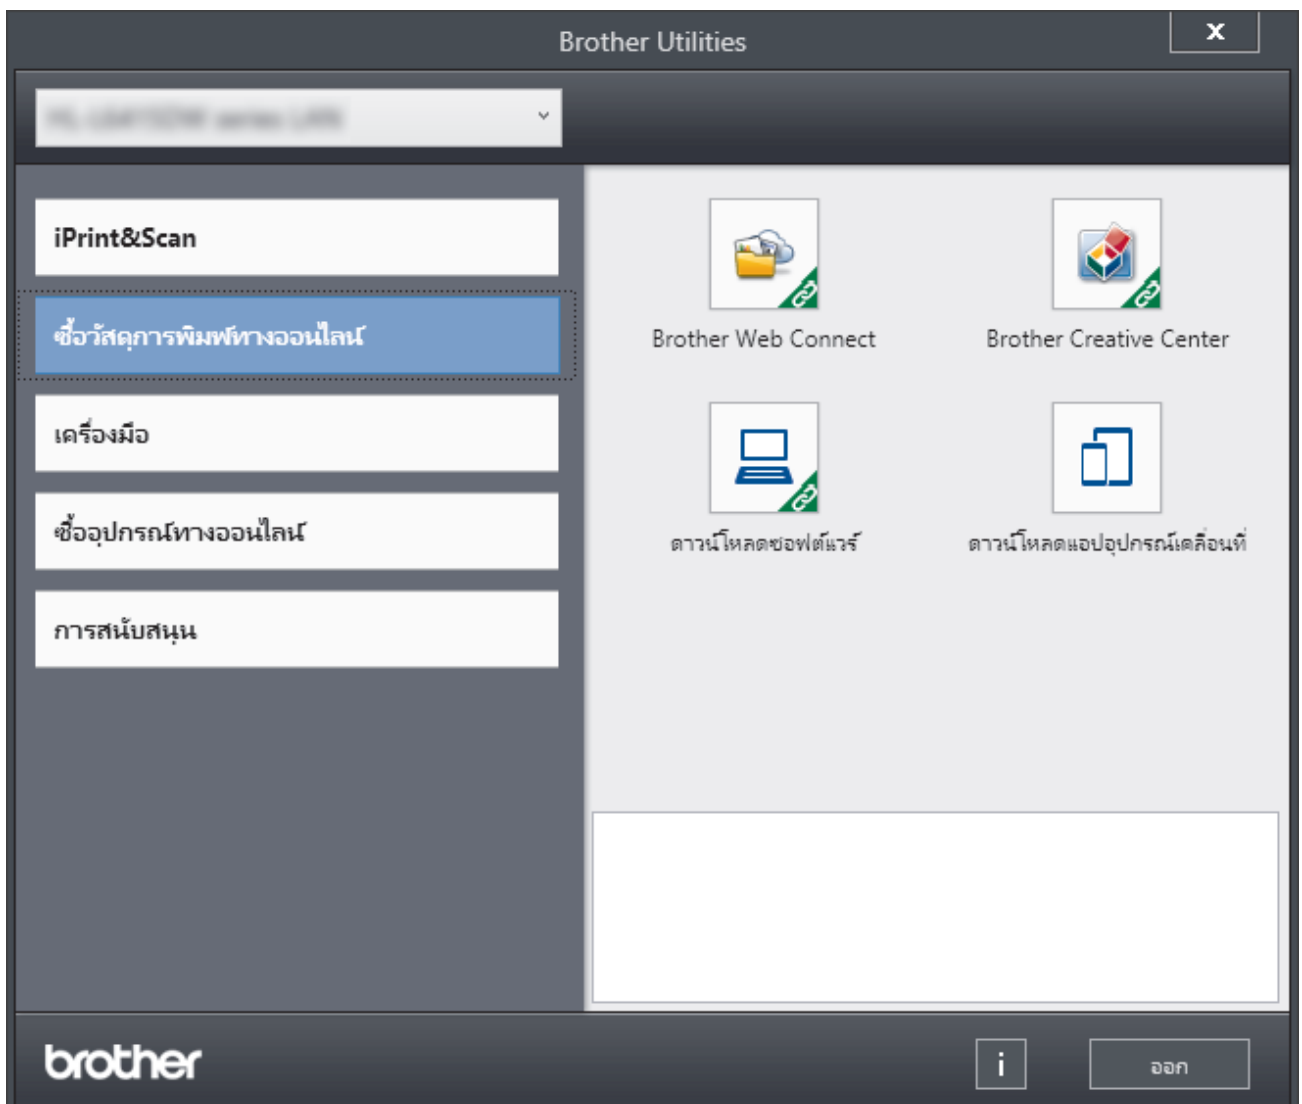 Brother Utilities
X
iPrint&Scan
ซื้อวัสดุการพิมพ์ทางออนไลน์
เครื่องมือ
ซื้ออุปกรณ์ทางออนไลน์
การสนับสนุน
Brother Web Connect
Brother Creative Center
ดาวน์โหลดซอฟต์แวร์
ดาวน์โหลดแอปอุปกรณ์เคลื่อนที่
brother
i
ออก